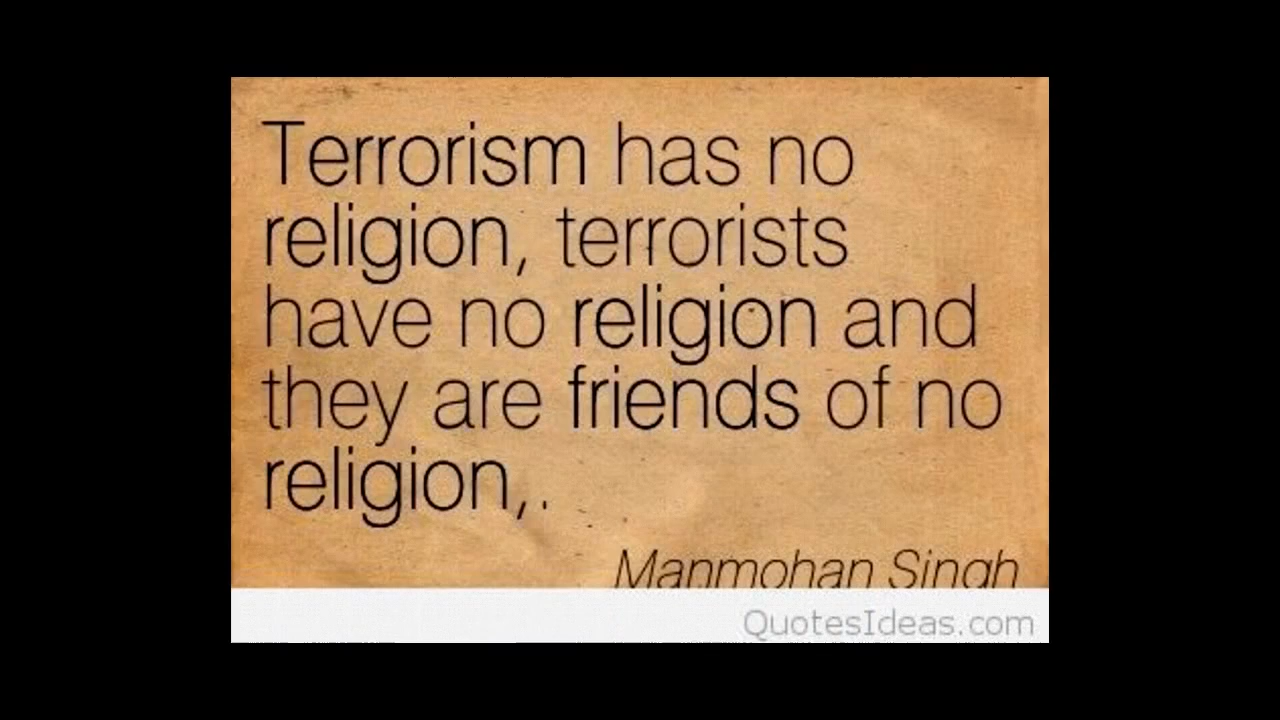 Terrorism has no
religion, terrorists
have no religion and
they are friends of no
religion,.
Manmohan Singh
QuotesIdeas.com